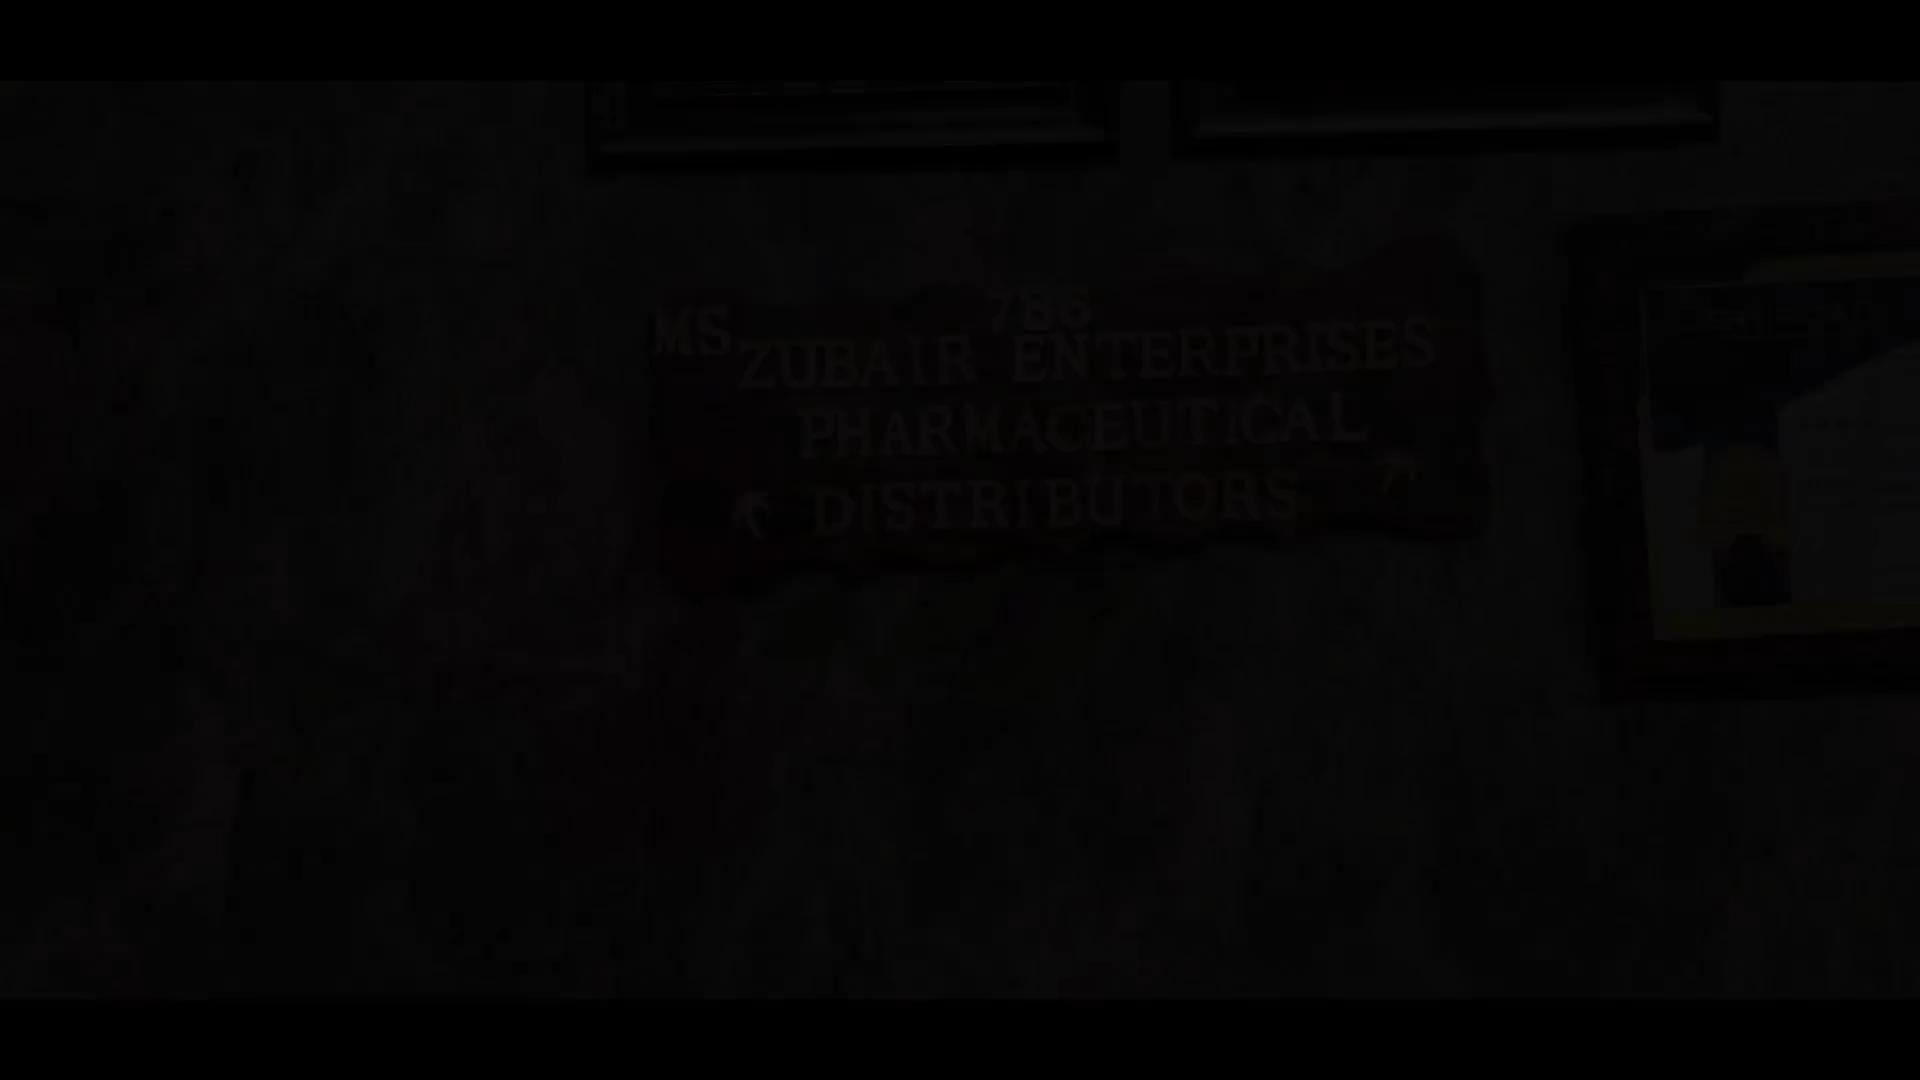 786
MS ZUBAIR ENTERPRISES
PHARMACEUTICAL
DISTRIBUTORS